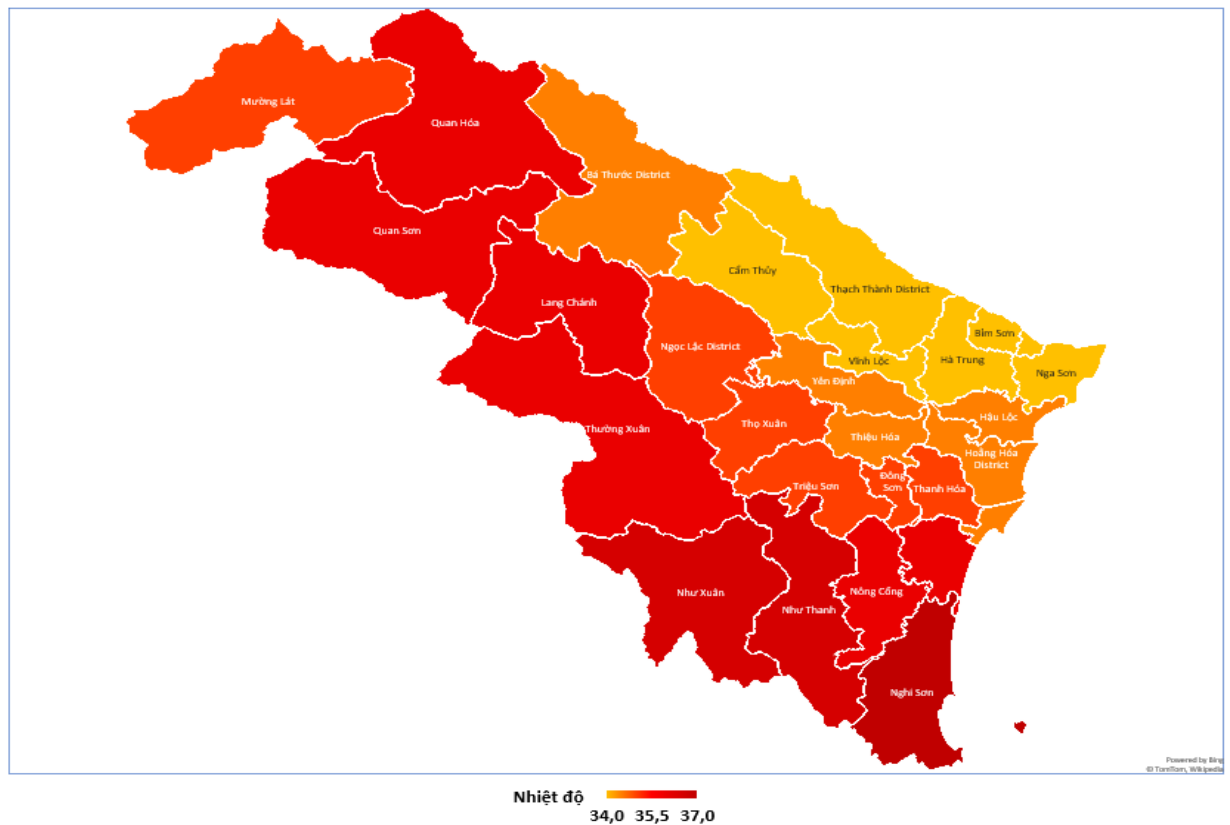 Mường Lát
Quan Hóa
Bá Thước District
Quan Sơn
Cẩm Thủy
Thạch Thành District
Lang Chánh
Bỉm Sơn
Ngọc Lặc District
Vĩnh Lộc
Hà Trung
Nga Sơn
Yên Định
Hậu Lộc
Thọ Xuân
Thường Xuân
Thiệu Hóa
Hoằng Hóa
District
Đông
Sơn
Triệu Sơn
Thanh Hóa
Như Xuân
Nông Cống
Như Thanh
Nghi Sơn
Powered by Bing
© TomTom, Wikipedia
Nhiệt độ
34,0 35,5 37,0